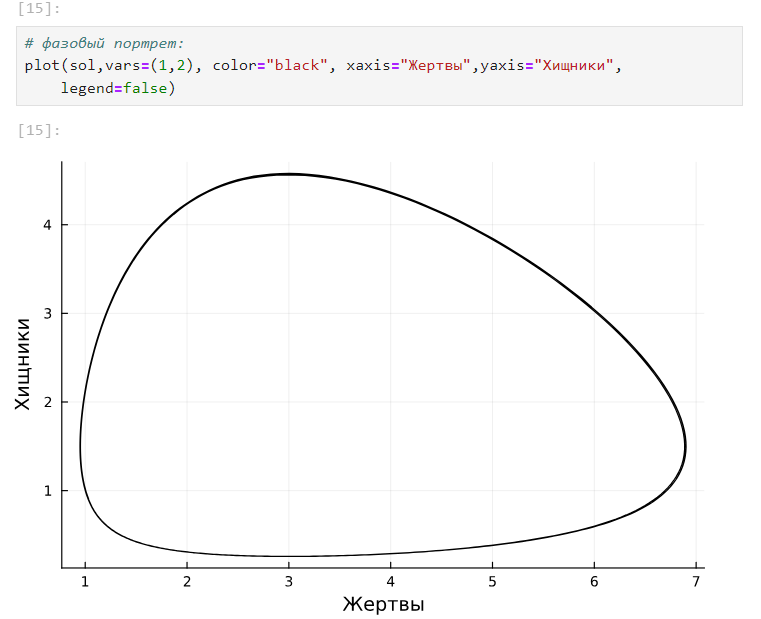 [15]:
# фазовый портрет:
plot(sol,vars=(1,2), color="black", xaxis="Жертвы",yaxis="Хищники",
legend=false)
[15]:
Хищники
4
3
2
1
1 2 3 4 5 6 7
Жертвы